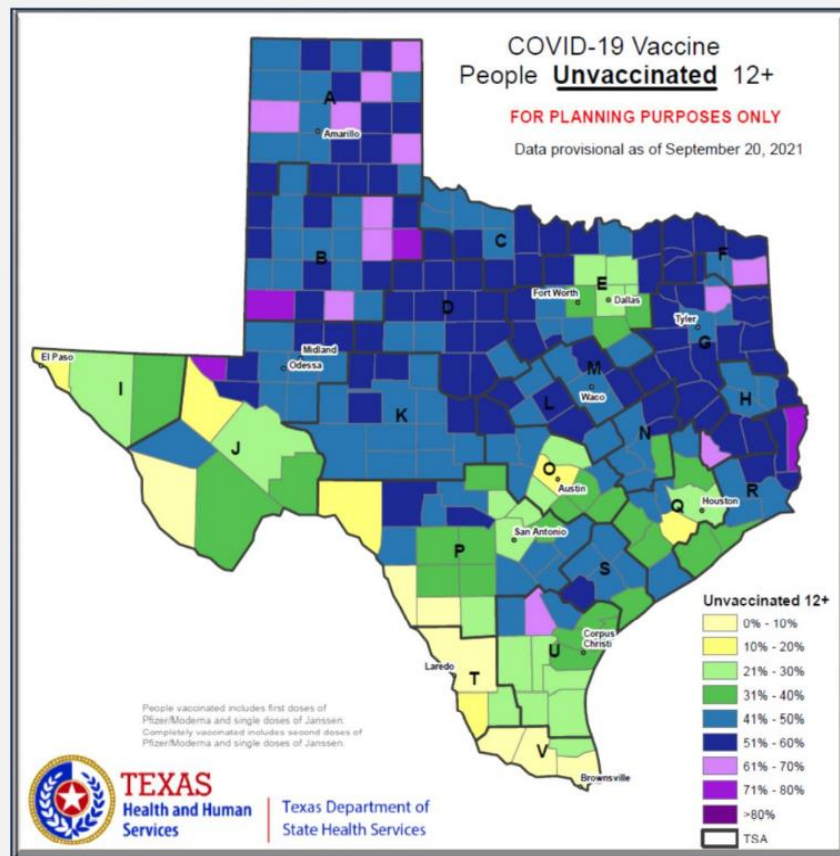 COVID-19 Vaccine
People Unvaccinated 12+
FOR PLANNING PURPOSES ONLY
Data provisional as of September 20, 2021
A
Amarillo
B
C
D
E
Fort Worth
Dallas
F
Tyler
G
El Paso
I
Midland
Odessa
J
K
L
M
Waco
H
N
O
Austin
Q
Houston
R
P
San Antonio
S
U
Corpus
Christi
Laredo
T
V
Brownsville
Unvaccinated 12+
0% - 10%
10% - 20%
21% - 30%
31% - 40%
41% - 50%
51% - 60%
61% - 70%
71% - 80%
>80%
TSA
People vaccinated includes first doses of
Pfizer/Moderna and single doses of Janssen.
Completely vaccinated includes second doses of
Pfizer/Moderna and single doses of Janssen.
TEXAS
Health and Human
Services
Texas Department of
State Health Services